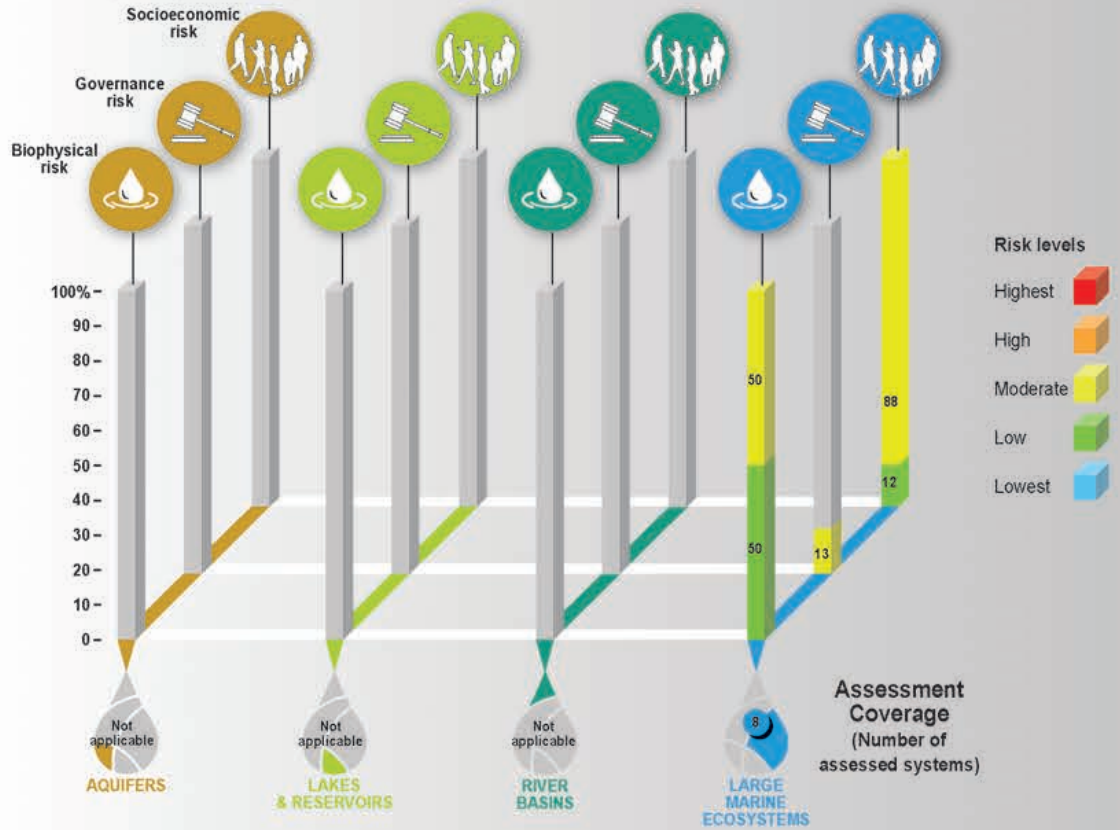 Socioeconomic
risk
Governance
risk
Biophysical
risk
100%
90
80
70
60
50
40
30
20
10
0
50
50
13
88
12
Risk levels
Highest
High
Moderate
Low
Lowest
Not
applicable
AQUIFERS
Not
applicable
LAKES
& RESERVOIRS
Not
applicable
RIVER
BASINS
8
LARGE
MARINE
ECOSYSTEMS
Assessment
Coverage
(Number of
assessed systems)